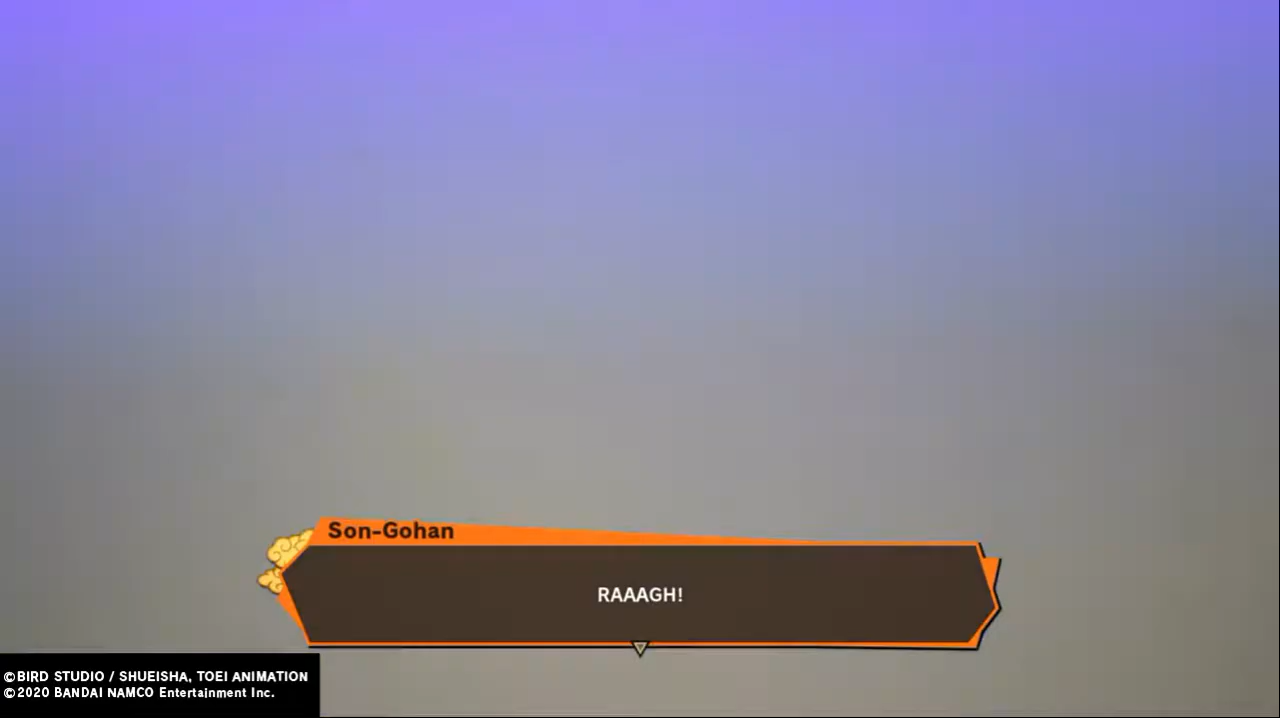 Son-Gohan
RAAAGH!
©BIRD STUDIO / SHUEISHA, TOEI ANIMATION
©2020 BANDAI NAMCO Entertainment Inc.